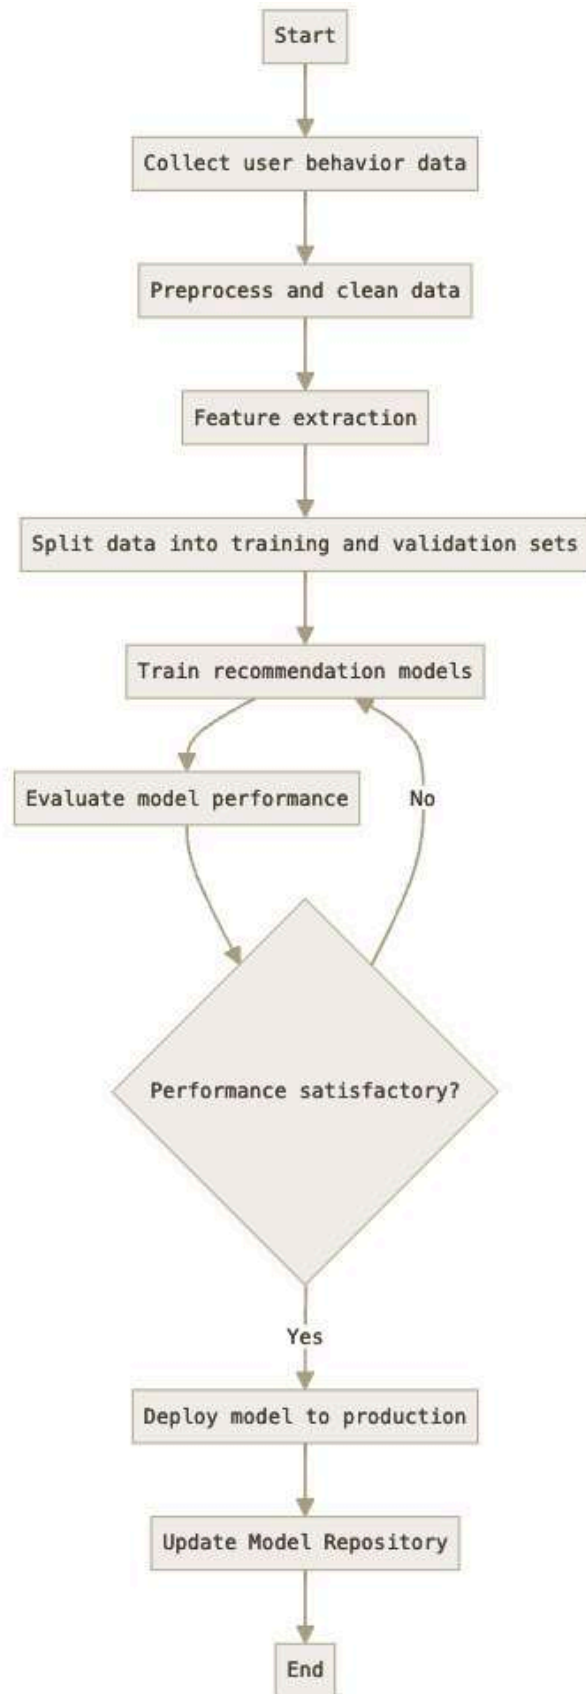 Start
Collect user behavior data
Preprocess and clean data
Feature extraction
Split data into training and validation sets
Train recommendation models
Evaluate model performance
No
Performance satisfactory?
Yes
Deploy model to production
Update Model Repository
End